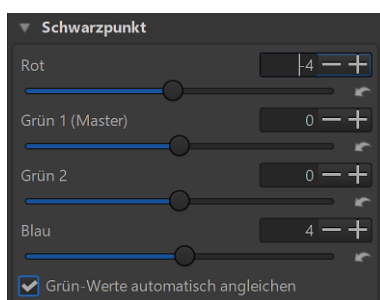 Schwarzpunkt
Rot -4
Grün 1 (Master) 0
Grün 2 0
Blau 4
Grün-Werte automatisch angleichen